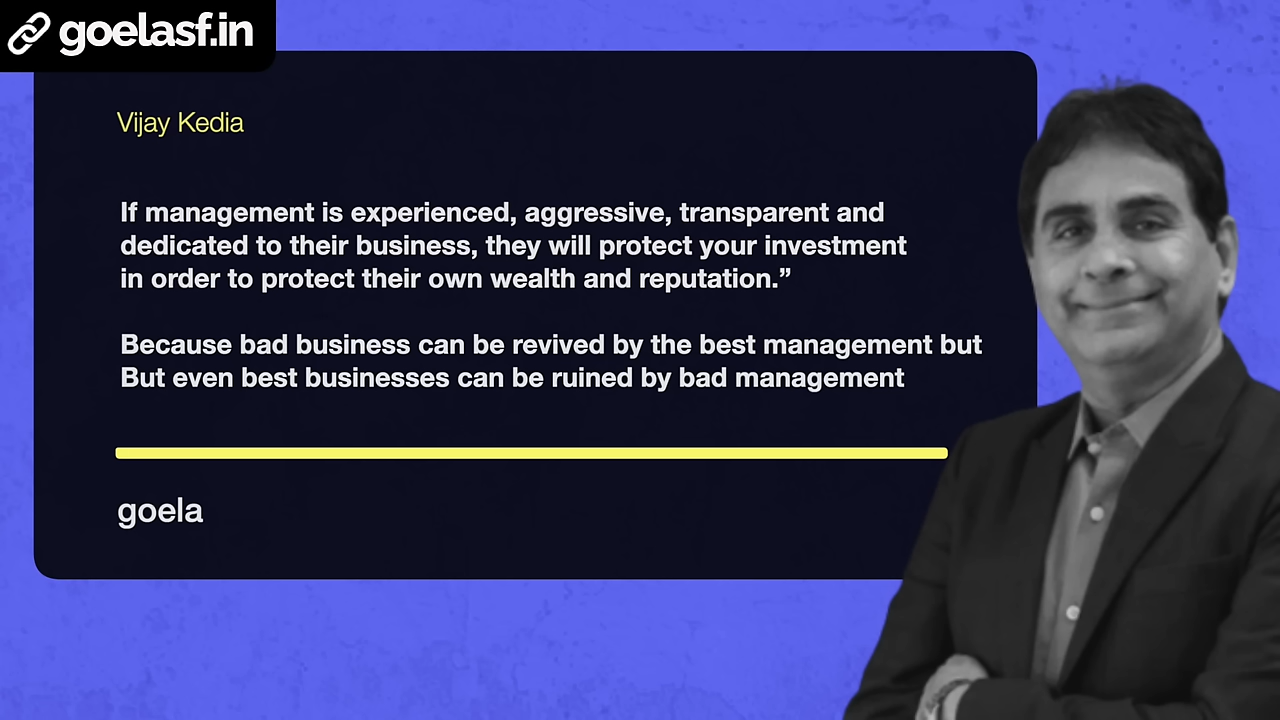 goelasf.in
Vijay Kedia
If management is experienced, aggressive, transparent and
dedicated to their business, they will protect your investment
in order to protect their own wealth and reputation.”
Because bad business can be revived by the best management but
But even best businesses can be ruined by bad management
goela